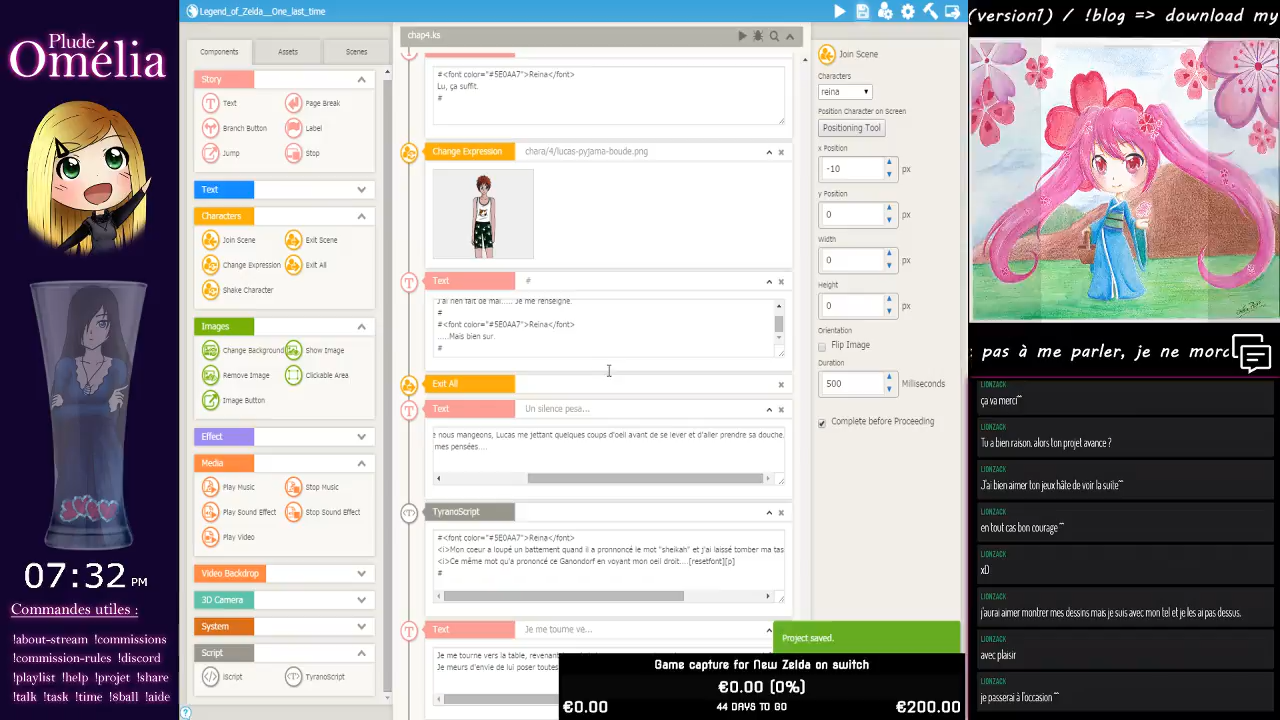 Plude
Omélia
07:32 PM
Commandes utiles :
!about-stream !commissions
!commission-rules !discord
!playlist !help !projet !share
!talk !task !time !8ball !aide
Legend_of_Zelda__One_last_time
Components
Assets
Scenes
Story
Text
Page Break
Branch Button
Label
Jump
Stop
Text
Characters
Join Scene
Exit Scene
Change Expression
Exit All
Shake Character
Images
Change Background
Show Image
Remove Image
Clickable Area
Image Button
Effect
Media
Play Music
Stop Music
Play Sound Effect
Stop Sound Effect
Play Video
Video Backdrop
3D Camera
System
Script
iScript
TyranoScript
chap4.ks
#<font color="#5E0AA7">Reina</font>
Lu, ça suffit.
#
Change Expression
chara/4/lucas-pyjama-boude.png
Text
#
J'ai rien fait de mal..... Je me renseigne.
#
#<font color="#5E0AA7">Reina</font>
.....Mais bien sur
#
Exit All
Text
Un silence pesa...
e nous mangeons, Lucas me jettant quelques coups d'oeil avant de se lever et d'aller prendre sa douche.
mes pensées....
TyranoScript
#<font color="#5E0AA7">Reina</font>
<i>Mon coeur a loupé un battement quand il a pronnoncé le mot "sheikah" et j'ai laissé tomber ma tas
<i>Ce même mot qu'a prononcé ce Ganondorf en voyant mon oeil droit... [resetfont][p]
#
Text
Je me tourne ve...
Je me tourne vers la table, revenant
Je meurs d'envie de lui poser toutes
Join Scene
Characters
reina
Position Character on Screen
Positioning Tool
x Position
-10
px
y Position
0
px
Width
0
px
Height
0
px
Orientation
Flip Image
Duration
500
Milliseconds
Complete before Proceeding
Project saved.
Game capture for New Zelda on switch
€0.00 (0%)
€0.00
44 DAYS TO GO
€200.00
(version1) / !blog => download my
: pas à me parler, je ne morc
LIONZACK
ça va merci^^
LIONZACK
Tu a bien raison. alors ton projet avance ?
LIONZACK
J'ai bien aimer ton jeux hâte de voir la suite^^
LIONZACK
en tout cas bon courage ^^
LIONZACK
xD
LIONZACK
j'aurai aimer montrer mes dessins mais je suis avec mon tel et je les ai pas dessus.
LIONZACK
avec plaisir
LIONZACK
je passerai à l'occasion ^^